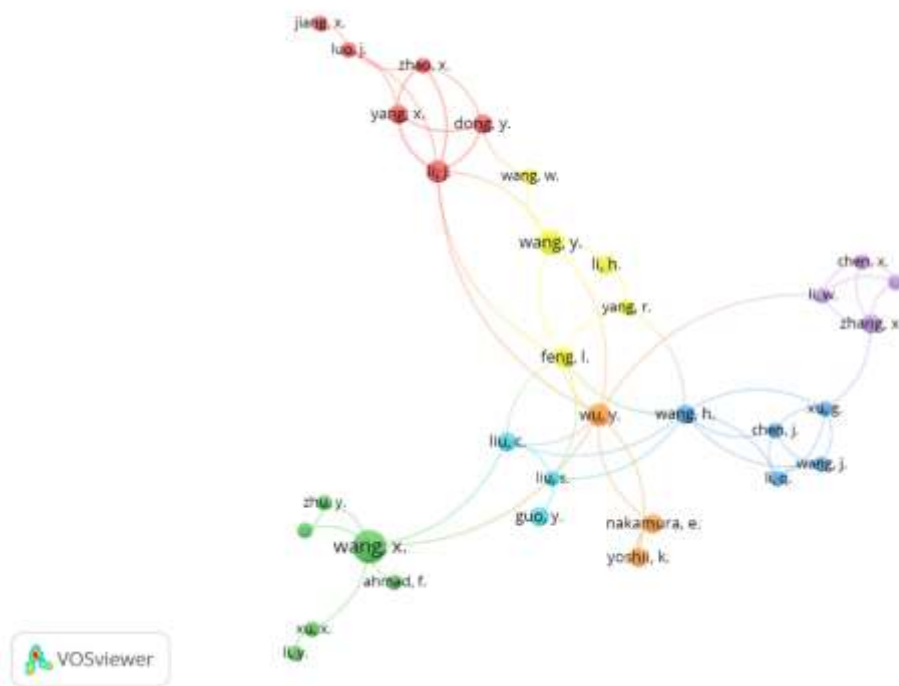 jiang, x.
luo, j.
zhao, x.
yang, x.
dong, y.
li, j.
wang, w.
wang, y.
li, h.
chen, x.
li, w.
yang, r.
zhang, x.
feng, l.
wu, y.
wang, h.
xu, g.
chen, j.
liu, c.
wang, j.
liu, s.
li, q.
guo, y.
nakamura, e.
zhu, y.
wang, x.
yoshii, k.
ahmad, f.
xu, x.
li, y.
VOSviewer